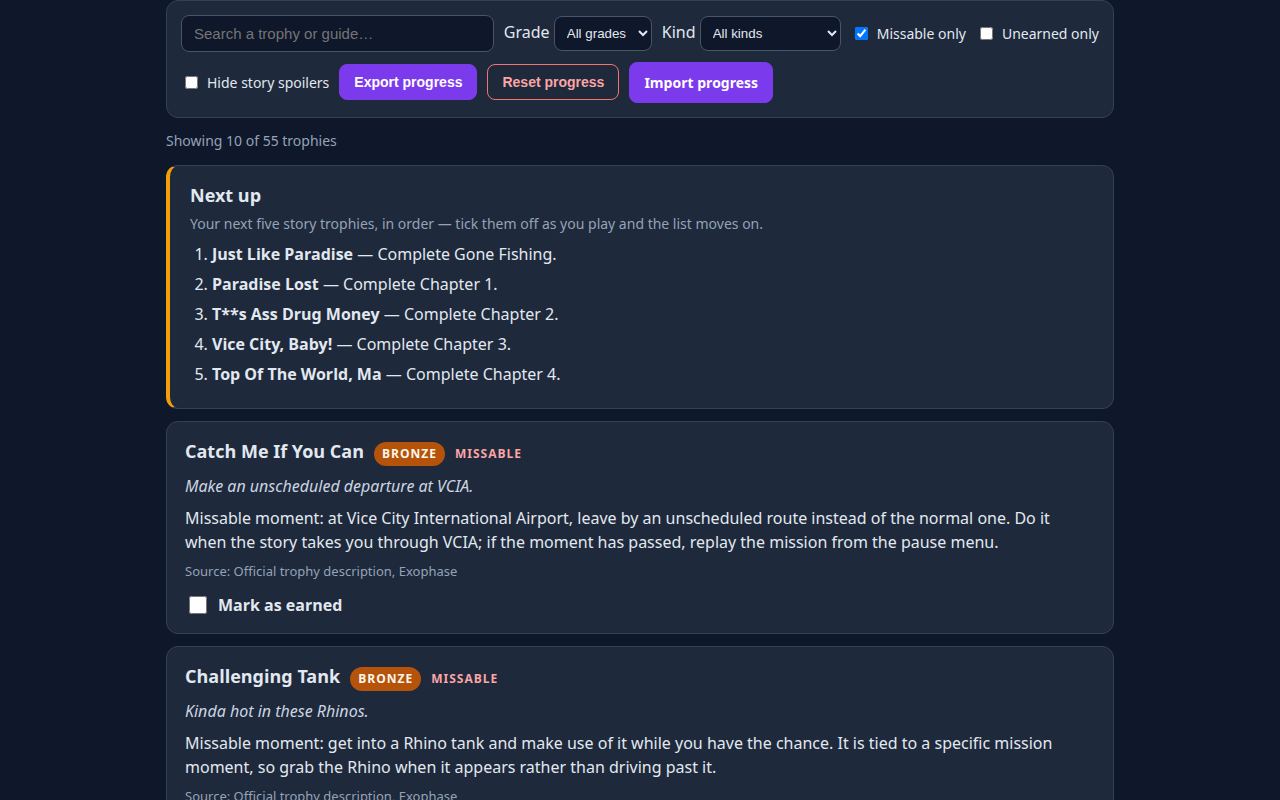 Search a trophy or guide…
Grade All grades Kind All kinds Missable only Unearned only
Hide story spoilers Export progress Reset progress Import progress
Showing 10 of 55 trophies
Next up
Your next five story trophies, in order — tick them off as you play and the list moves on.
1. Just Like Paradise — Complete Gone Fishing.
2. Paradise Lost — Complete Chapter 1.
3. T**s Ass Drug Money — Complete Chapter 2.
4. Vice City, Baby! — Complete Chapter 3.
5. Top Of The World, Ma — Complete Chapter 4.
Catch Me If You Can BRONZE MISSABLE
Make an unscheduled departure at VCIA.
Missable moment: at Vice City International Airport, leave by an unscheduled route instead of the normal one. Do it
when the story takes you through VCIA; if the moment has passed, replay the mission from the pause menu.
Source: Official trophy description, Exophase
Mark as earned
Challenging Tank BRONZE MISSABLE
Kinda hot in these Rhinos.
Missable moment: get into a Rhino tank and make use of it while you have the chance. It is tied to a specific mission
moment, so grab the Rhino when it appears rather than driving past it.
Source: Official trophy description, Exophase